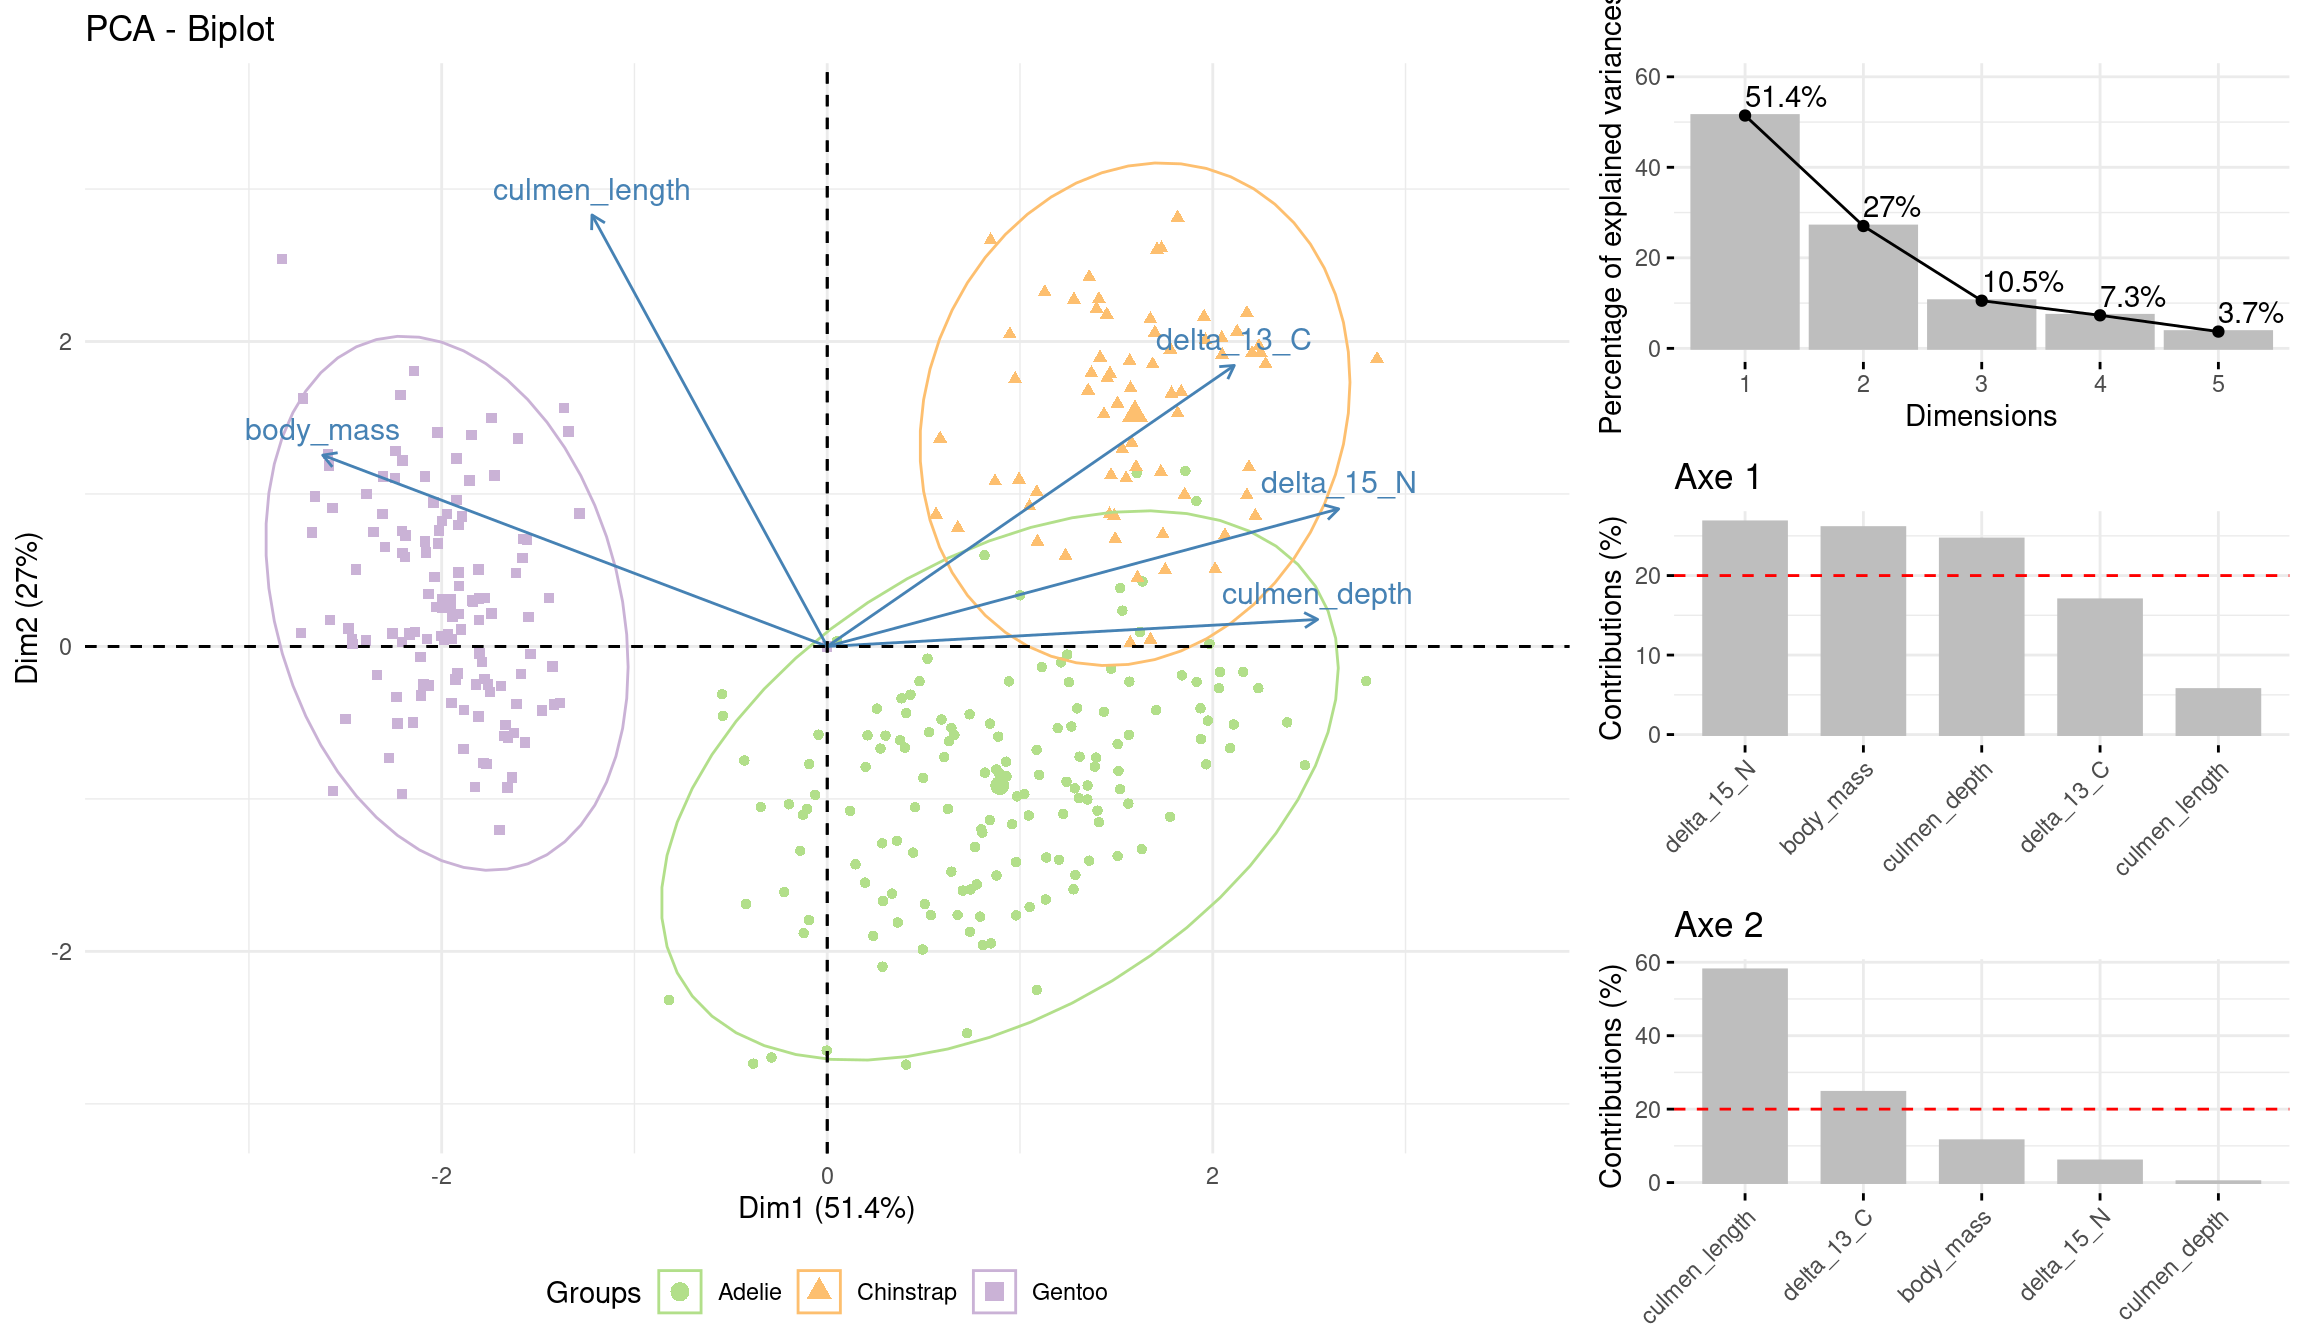 PCA - Biplot
culmen_length
delta_13_C
body_mass
delta_15_N
culmen_depth
2
0
-2
Dim2 (27%)
-2
0
2
Dim1 (51.4%)
Groups
Adelie
Chinstrap
Gentoo
Percentage of explained variances
60
40
20
0
51.4%
27%
10.5%
7.3%
3.7%
1
2
3
4
5
Dimensions
Axe 1
Contributions (%)
20
10
0
delta_15_N
body_mass
culmen_depth
delta_13_C
culmen_length
Axe 2
Contributions (%)
60
40
20
0
culmen_length
delta_13_C
body_mass
delta_15_N
culmen_depth